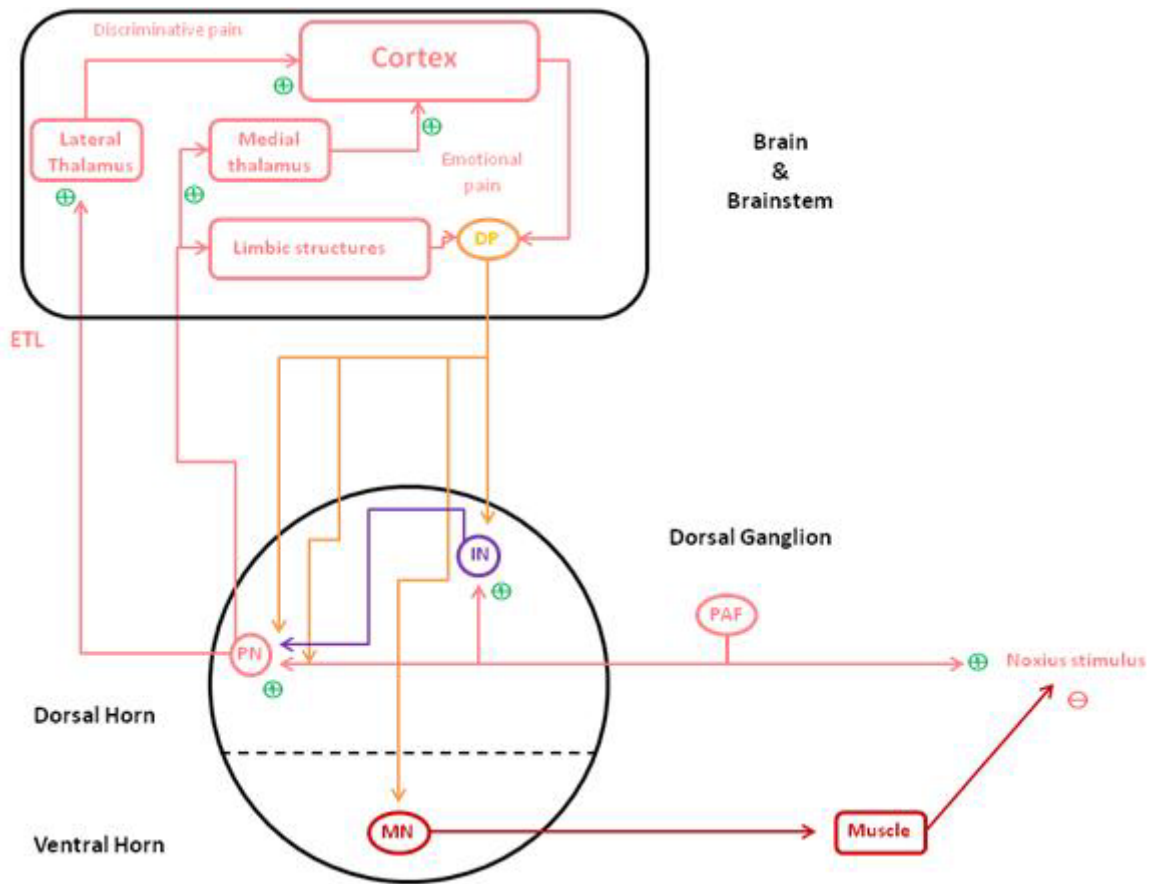 Discriminative pain
Cortex
Lateral
Thalamus
Medial
thalamus
Emotional
pain
Brain
&
Brainstem
Limbic structures
DP
ETL
IN
Dorsal Ganglion
PAF
PN
Noxius stimulus
Dorsal Horn
MN
Muscle
Ventral Horn